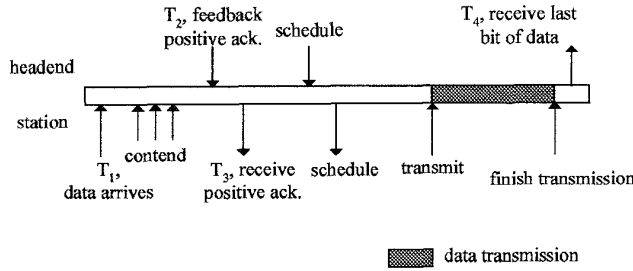 T2, feedback
positive ack.
schedule
T4, receive last
bit of data
headend
station
T1,
data arrives
contend
T3, receive
positive ack.
schedule
transmit
finish transmission
data transmission